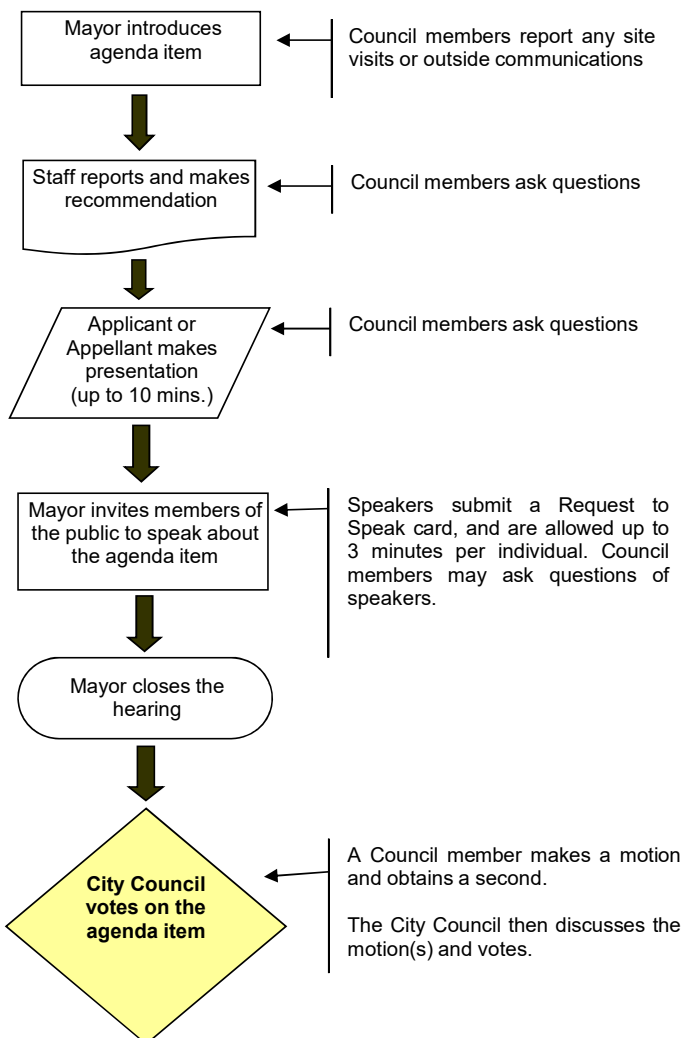 Mayor introduces
agenda item
Council members report any site
visits or outside communications
Staff reports and makes
recommendation
Council members ask questions
Applicant or
Appellant makes
presentation
(up to 10 mins.)
Council members ask questions
Mayor invites members of
the public to speak about
the agenda item
Speakers submit a Request to
Speak card, and are allowed up to
3 minutes per individual. Council
members may ask questions of
speakers.
Mayor closes the
hearing
City Council
votes on the
agenda item
A Council member makes a motion
and obtains a second.
The City Council then discusses the
motion(s) and votes.